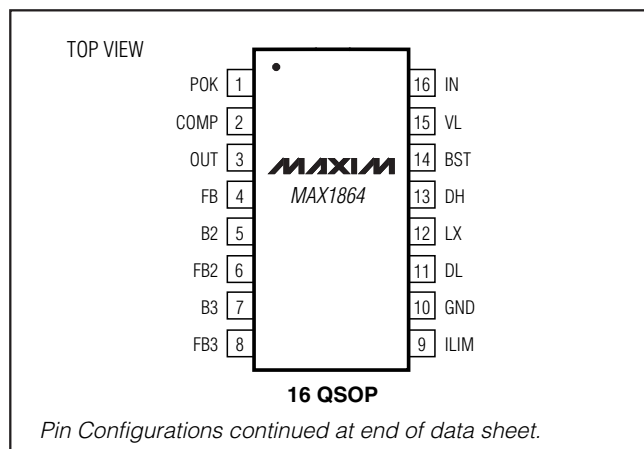 TOP VIEW
POK 1
COMP 2
OUT 3
FB 4
B2 5
FB2 6
B3 7
FB3 8
MAXIM
MAX1864
16 IN
15 VL
14 BST
13 DH
12 LX
11 DL
10 GND
9 ILIM
16 QSOP
Pin Configurations continued at end of data sheet.